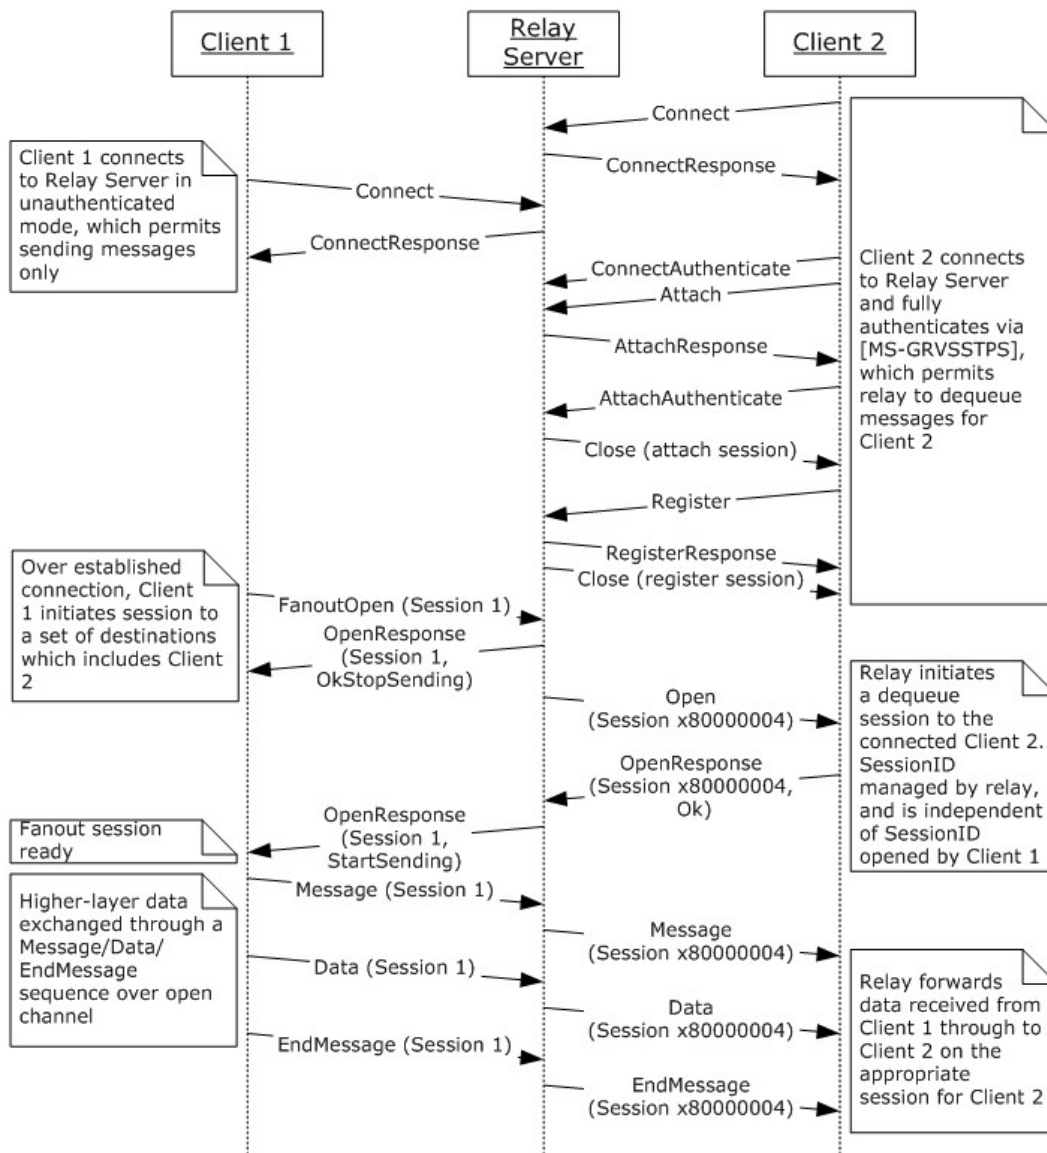 Client 1
Relay
Server
Client 2
Connect
ConnectResponse
Client 1 connects
to Relay Server in
unauthenticated
mode, which permits
sending messages
only
Connect
ConnectResponse
ConnectAuthenticate
Attach
AttachResponse
AttachAuthenticate
Close (attach session)
Register
RegisterResponse
Close (register session)
Client 2 connects
to Relay Server
and fully
authenticates via
[MS-GRVSSTPS],
which permits
relay to dequeue
messages for
Client 2
Over established
connection, Client
1 initiates session to
a set of destinations
which includes Client
2
FanoutOpen (Session 1)
OpenResponse
(Session 1,
OkStopSending)
Open
(Session x80000004)
OpenResponse
(Session x80000004,
Ok)
Relay initiates
a dequeue
session to the
connected Client 2.
SessionID
managed by relay,
and is independent
of SessionID
opened by Client 1
Fanout session
ready
OpenResponse
(Session 1,
StartSending)
Higher-layer data
exchanged through a
Message/Data/
EndMessage
sequence over open
channel
Message (Session 1)
Message
(Session x80000004)
Data (Session 1)
Data
(Session x80000004)
EndMessage (Session 1)
EndMessage
(Session x80000004)
Relay forwards
data received from
Client 1 through to
Client 2 on the
appropriate
session for Client 2